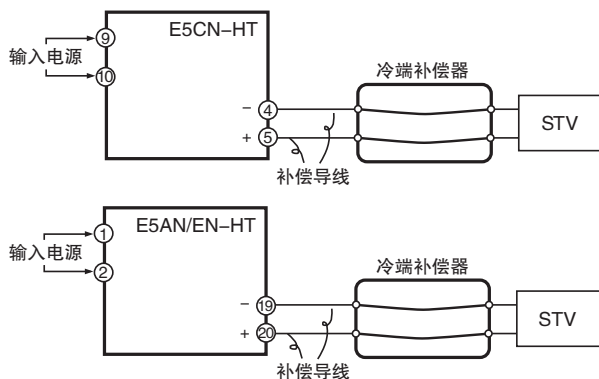 E5CN–HT
⑨
输入电源
⑩
冷端补偿器
– ④
+ ⑤
STV
补偿导线
E5AN/EN–HT
①
输入电源
②
冷端补偿器
– ⑲
+ ⑳
STV
补偿导线